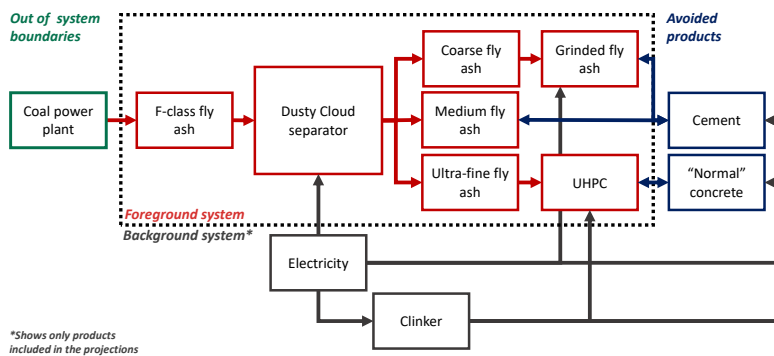 Out of system
boundaries
Avoided
products
Coal power
plant
F-class fly
ash
Dusty Cloud
separator
Coarse fly
ash
Grinded fly
ash
Medium fly
ash
Cement
Ultra-fine fly
ash
UHPC
“Normal”
concrete
Foreground system
Background system*
Electricity
Clinker
*Shows only products
included in the projections